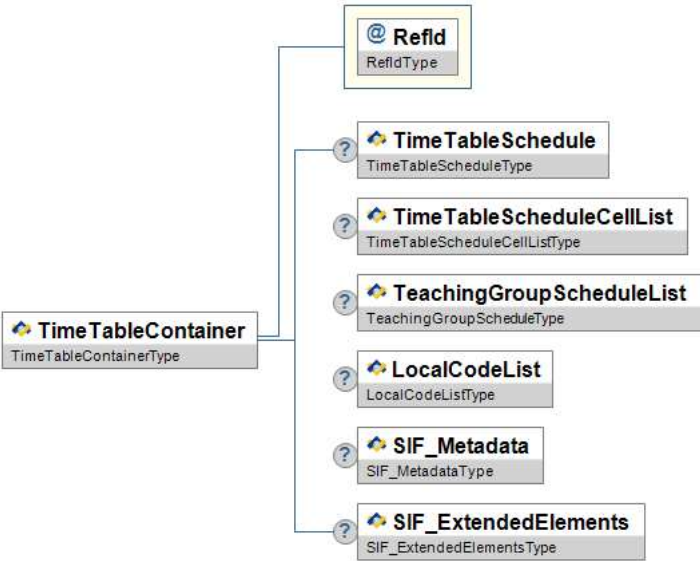 @ RefId
RefIdType
? TimeTableSchedule
TimeTableScheduleType
? TimeTableScheduleCellList
TimeTableScheduleCellListType
? TeachingGroupScheduleList
TeachingGroupScheduleType
TimeTableContainer
TimeTableContainerType
? LocalCodeList
LocalCodeListType
? SIF_Metadata
SIF_MetadataType
? SIF_ExtendedElements
SIF_ExtendedElementsType